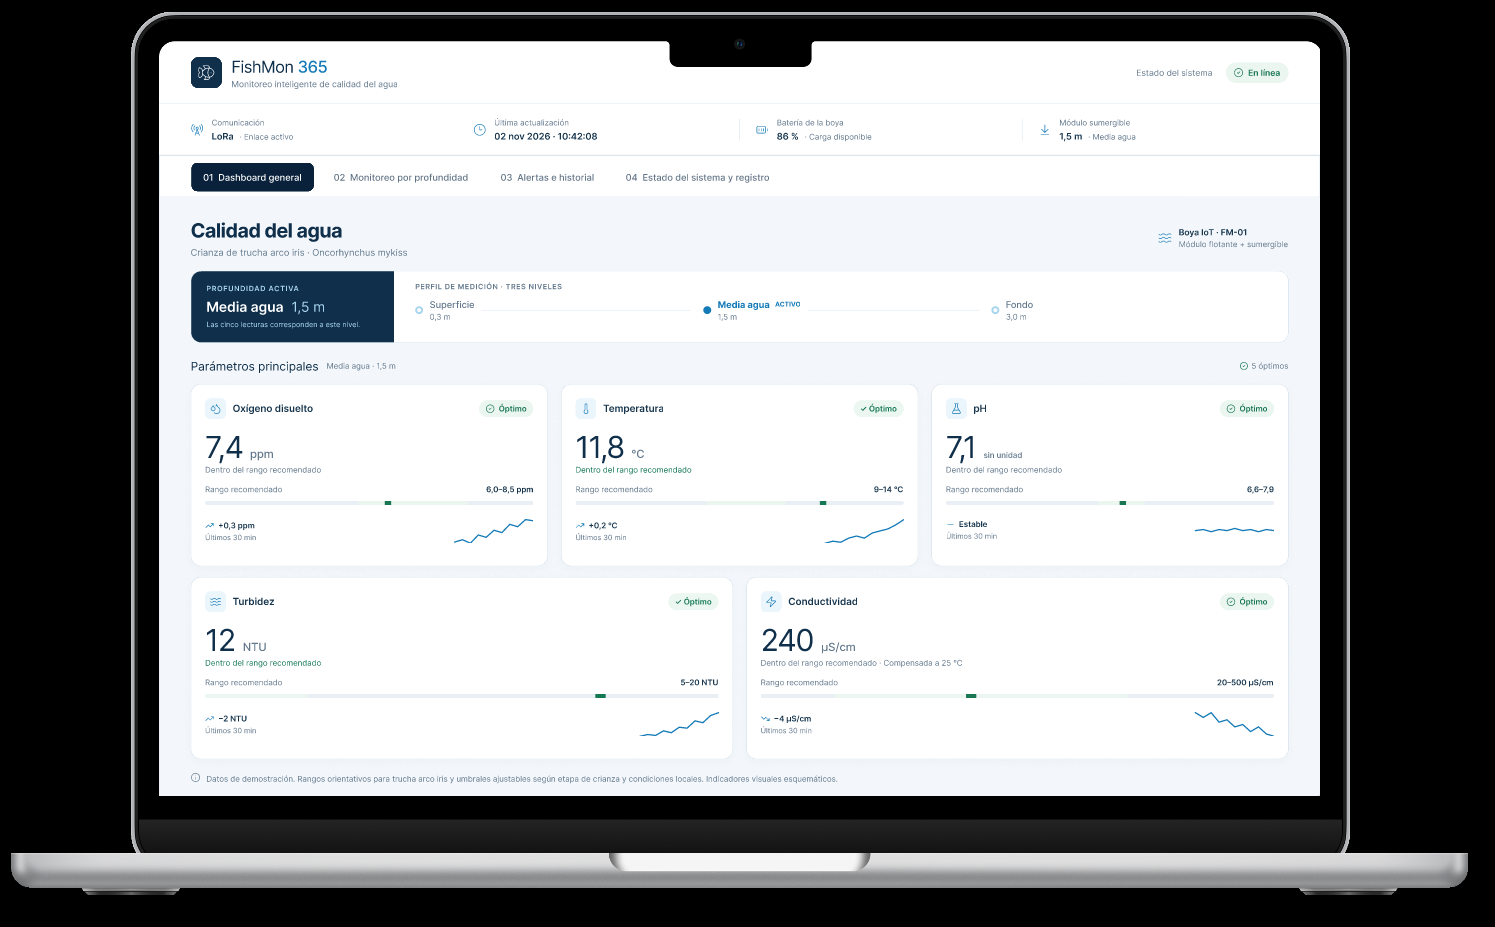 FishMon 365
Monitoreo inteligente de calidad del agua
Estado del sistema
En línea
Comunicación
LoRa · Enlace activo
Última actualización
02 nov 2026 · 10:42:08
Batería de la boya
86 % · Carga disponible
Módulo sumergible
1,5 m · Media agua
01 Dashboard general
02 Monitoreo por profundidad
03 Alertas e historial
04 Estado del sistema y registro
Calidad del agua
Crianza de trucha arco iris · Oncorhynchus mykiss
Boya IoT · FM-01
Módulo flotante + sumergible
PROFUNDIDAD ACTIVA
Media agua 1,5 m
Las cinco lecturas corresponden a este nivel.
PERFIL DE MEDICIÓN · TRES NIVELES
Superficie
0,3 m
Media agua ACTIVO
1,5 m
Fondo
3,0 m
Parámetros principales Media agua · 1,5 m
5 óptimos
Oxígeno disuelto
Óptimo
7,4 ppm
Dentro del rango recomendado
Rango recomendado 6,0–8,5 ppm
+0,3 ppm
Últimos 30 min
Temperatura
✓ Óptimo
11,8 °C
Dentro del rango recomendado
Rango recomendado 9–14 °C
+0,2 °C
Últimos 30 min
pH
Óptimo
7,1 sin unidad
Dentro del rango recomendado
Rango recomendado 6,6–7,9
Estable
Últimos 30 min
Turbidez
✓ Óptimo
12 NTU
Dentro del rango recomendado
Rango recomendado 5–20 NTU
−2 NTU
Últimos 30 min
Conductividad
Óptimo
240 µS/cm
Dentro del rango recomendado · Compensada a 25 °C
Rango recomendado 20–500 µS/cm
−4 µS/cm
Últimos 30 min
Datos de demostración. Rangos orientativos para trucha arco iris y umbrales ajustables según etapa de crianza y condiciones locales. Indicadores visuales esquemáticos.